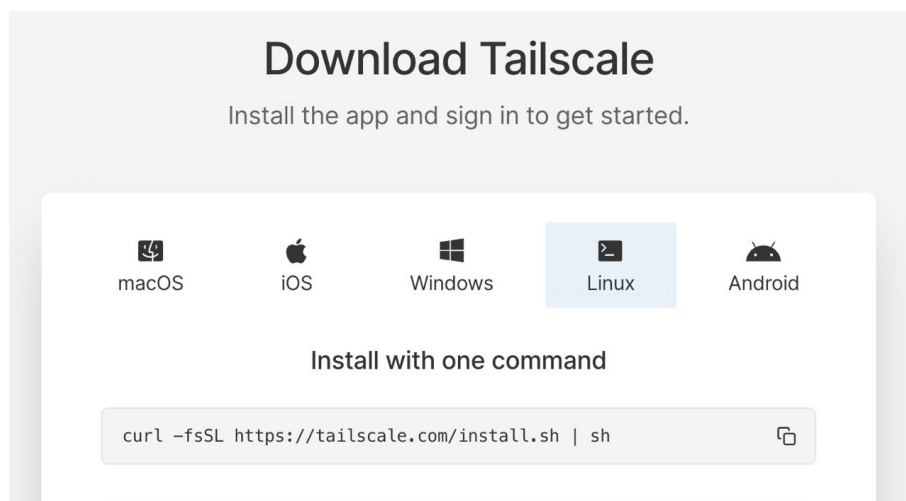 Download Tailscale
Install the app and sign in to get started.
macOS iOS Windows Linux Android
Install with one command
curl -fsSL https://tailscale.com/install.sh | sh